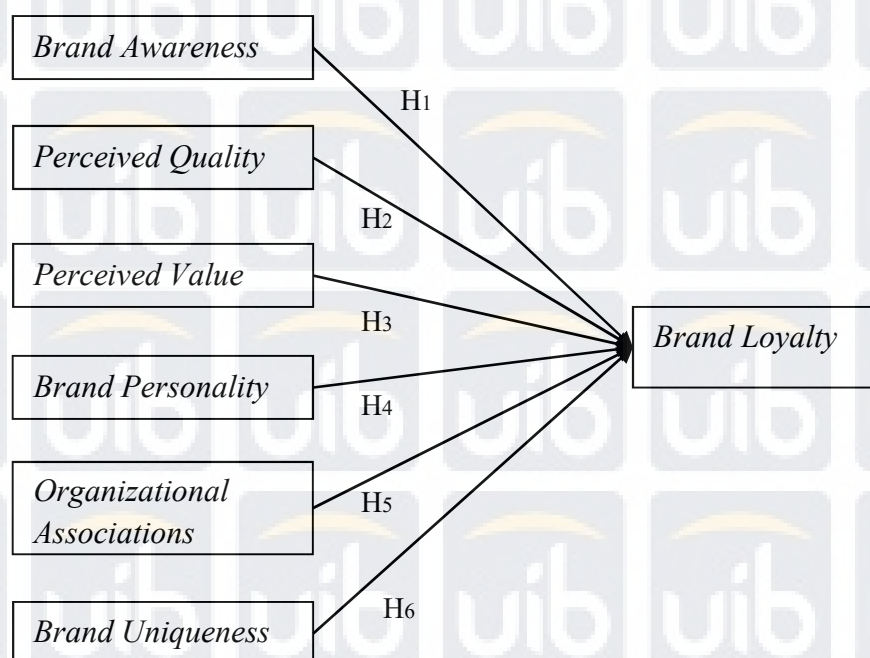 Brand Awareness
H1
Perceived Quality
H2
Perceived Value
H3
Brand Loyalty
Brand Personality
H4
Organizational
Associations
H5
Brand Uniqueness
H6
uib